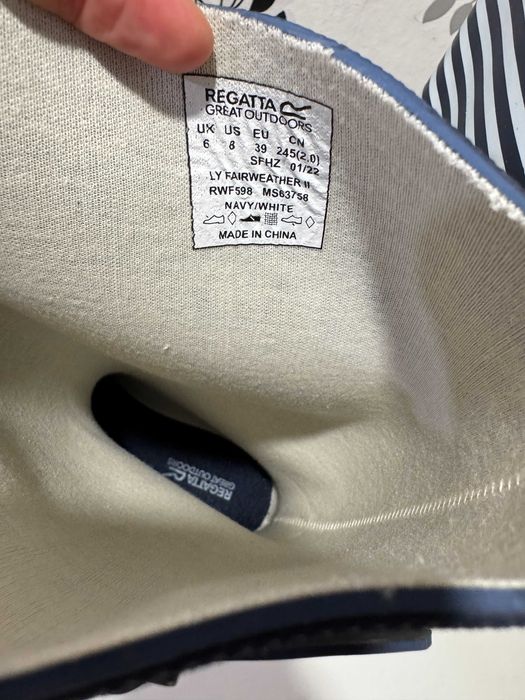 REGATTA
GREAT OUTDOORS
UK US EU CN
6 8 39 245(2.0)
SFHZ 01/22
LY FAIRWEATHER II
RWF598 MS63758
NAVY/WHITE
MADE IN CHINA
REGATTA
GREAT OUTDOORS